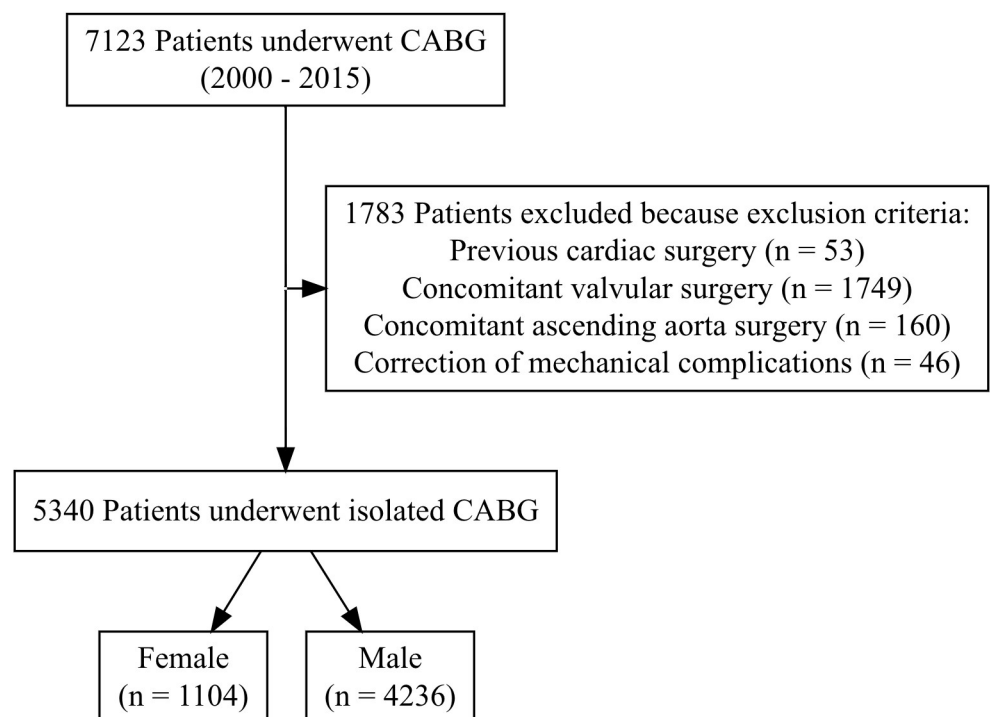 7123 Patients underwent CABG
(2000 - 2015)
1783 Patients excluded because exclusion criteria:
Previous cardiac surgery (n = 53)
Concomitant valvular surgery (n = 1749)
Concomitant ascending aorta surgery (n = 160)
Correction of mechanical complications (n = 46)
5340 Patients underwent isolated CABG
Female
(n = 1104)
Male
(n = 4236)